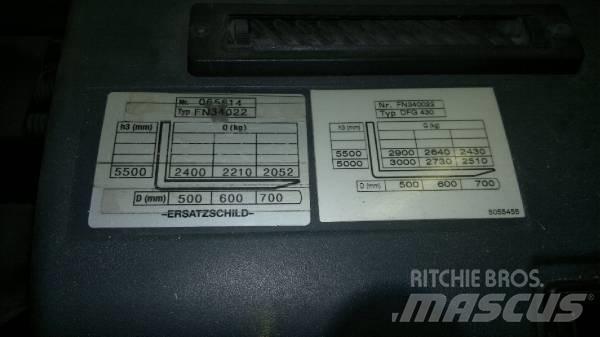 Nr. 065614
Typ FN34022
h3 (mm) Q (kg)
5500 2400 2210 2052
D (mm) 500 600 700
-ERSATZSCHILD-
Nr. FN340022
Typ DFG 430
h3 (mm) Q (kg)
5500 2900 2640 2430
5000 3000 2730 2510
D (mm) 500 600 700
5055455
RITCHIE BROS.
MASCUS